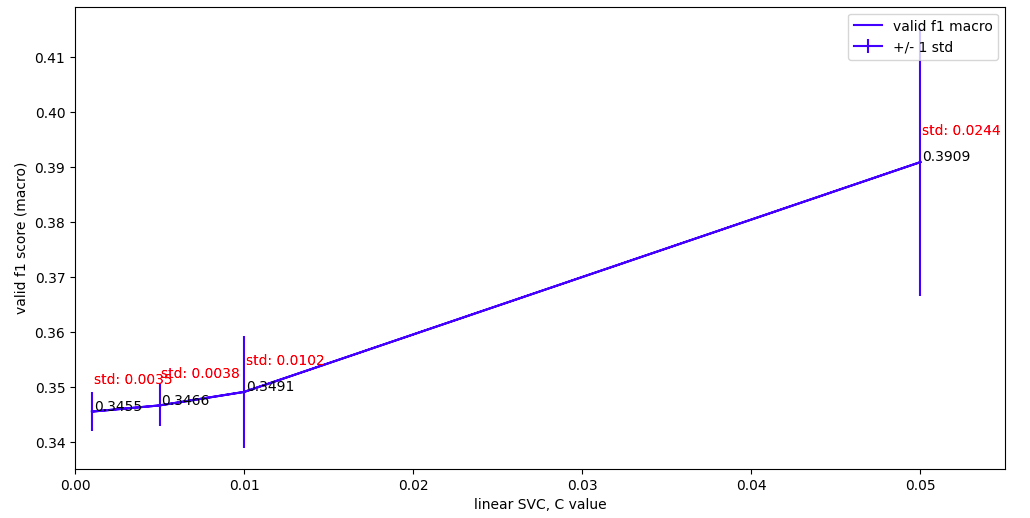 valid f1 macro
+/- 1 std
0.41
0.40
0.39
0.38
0.37
0.36
0.35
0.34
valid f1 score (macro)
std: 0.0244
0.3909
std: 0.0102
0.3491
std: 0.0038
0.3466
std: 0.0035
0.3455
0.00
0.01
0.02
0.03
0.04
0.05
linear SVC, C value